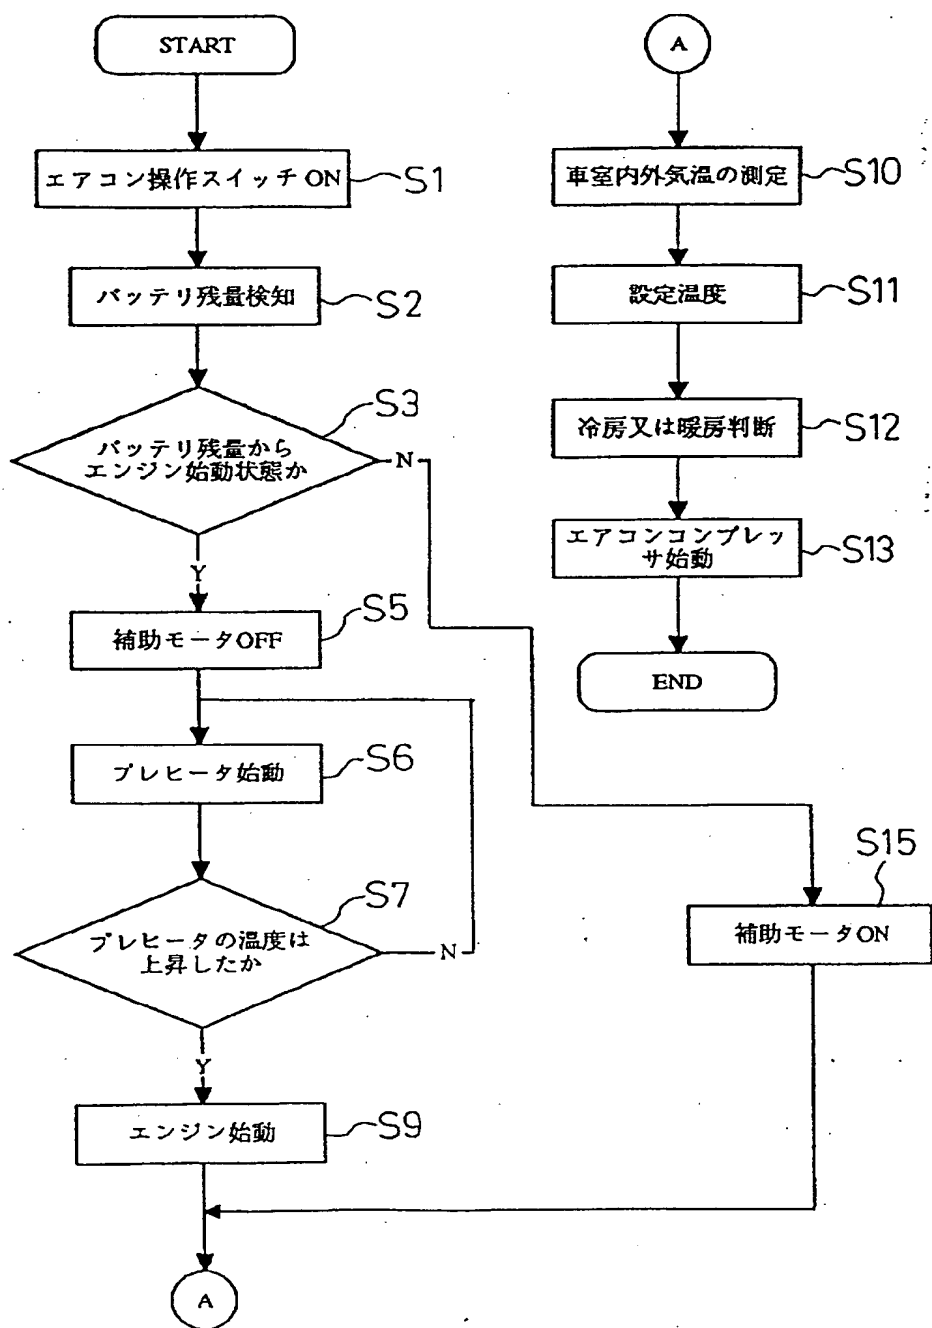 START
エアコン操作スイッチON
S1
バッテリ残量検知
S2
S3
バッテリ残量から
エンジン始動状態か
N
Y
補助モータOFF
S5
プレヒータ始動
S6
S7
プレヒータの温度は
上昇したか
N
Y
エンジン始動
S9
A
A
車室内外気温の測定
S10
設定温度
S11
冷房又は暖房判断
S12
エアコンコンプレッ
サ始動
S13
END
S15
補助モータON